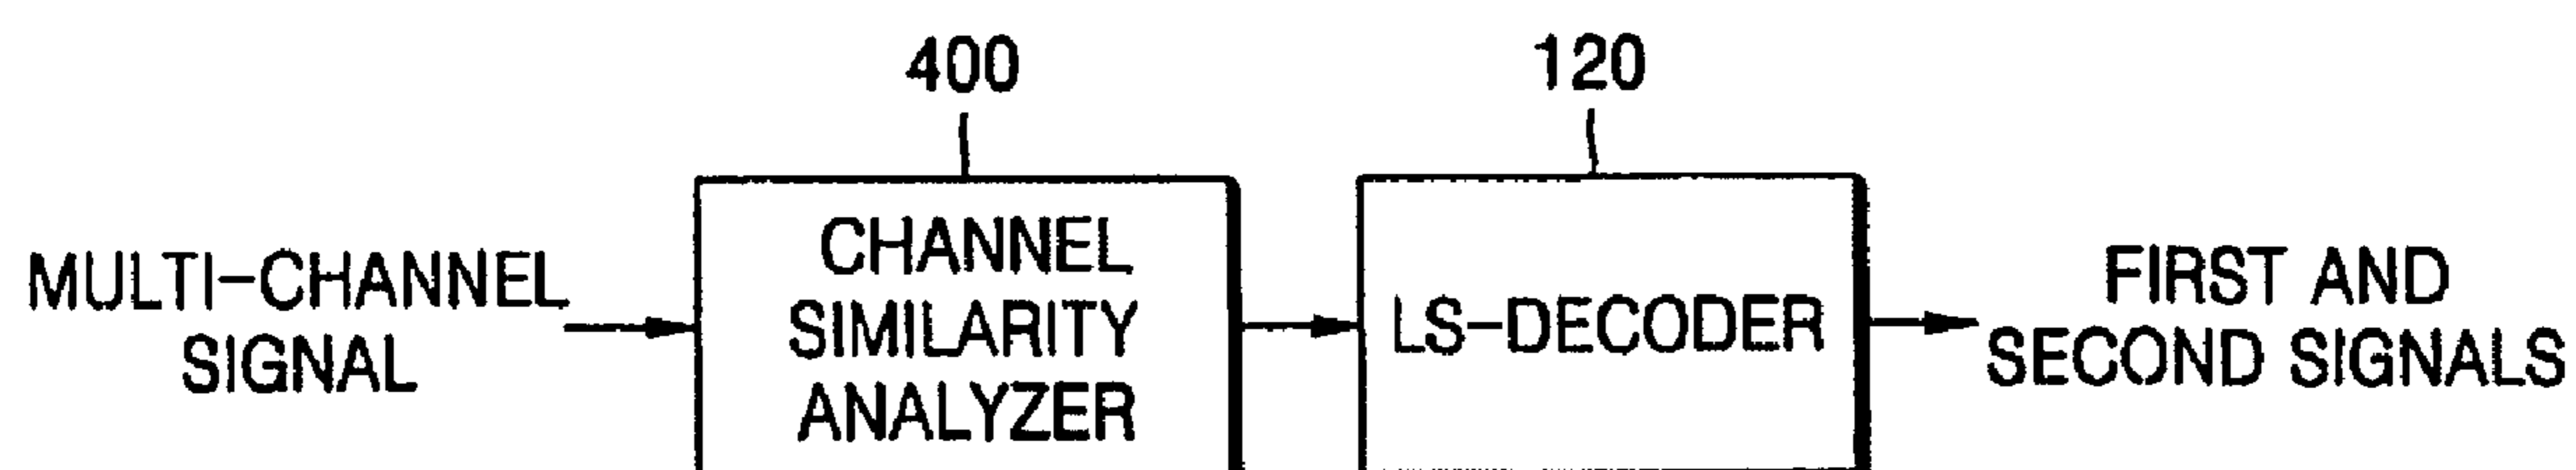 400
120
MULTI-CHANNEL
SIGNAL
CHANNEL
SIMILARITY
ANALYZER
LS-DECODER
FIRST AND
SECOND SIGNALS